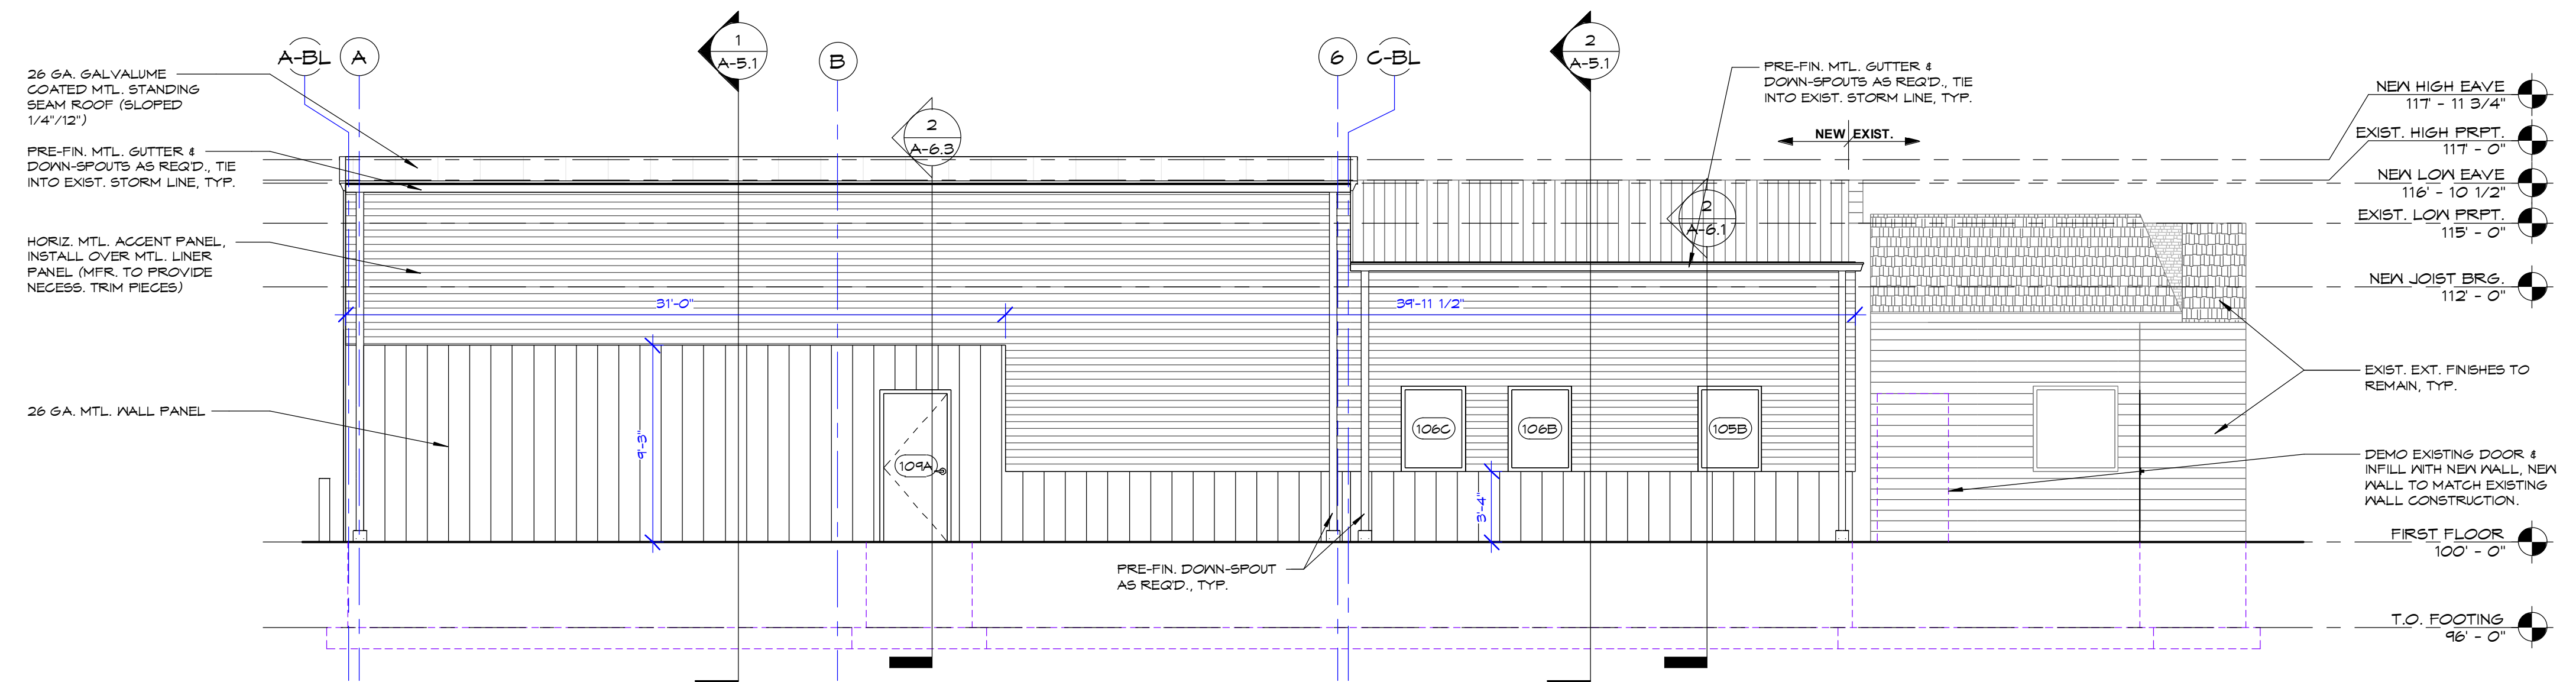 A-BL
A
1
A-5.1
B
2
A-6.3
6
C-BL
2
A-5.1
2
A-6.1
26 GA. GALVALUME
COATED MTL. STANDING
SEAM ROOF (SLOPED
1/4"/12")
PRE-FIN. MTL. GUTTER &
DOWN-SPOUTS AS REQ'D., TIE
INTO EXIST. STORM LINE, TYP.
HORIZ. MTL. ACCENT PANEL,
INSTALL OVER MTL. LINER
PANEL (MFR. TO PROVIDE
NECESS. TRIM PIECES)
26 GA. MTL. WALL PANEL
PRE-FIN. MTL. GUTTER &
DOWN-SPOUTS AS REQ'D., TIE
INTO EXIST. STORM LINE, TYP.
NEW EXIST.
31'-0"
39'-11 1/2"
9'-3"
3'-4"
109A
106C
106B
105B
PRE-FIN. DOWN-SPOUT
AS REQ'D., TYP.
NEW HIGH EAVE
117' - 11 3/4"
EXIST. HIGH PRPT.
117' - 0"
NEW LOW EAVE
116' - 10 1/2"
EXIST. LOW PRPT.
115' - 0"
NEW JOIST BRG.
112' - 0"
EXIST. EXT. FINISHES TO
REMAIN, TYP.
DEMO EXISTING DOOR &
INFILL WITH NEW WALL, NEW
WALL TO MATCH EXISTING
WALL CONSTRUCTION.
FIRST FLOOR
100' - 0"
T.O. FOOTING
96' - 0"